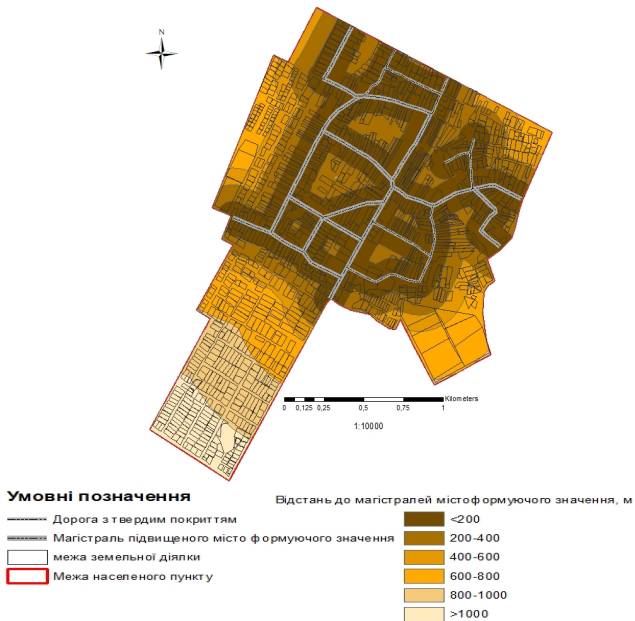 N
Kilometers
0 0,125 0,25 0,5 0,75 1
1:10000
Умовні позначення
Дорога з твердим покриттям
Магістраль підвищеного місто формуючого значення
межа земельної діялки
Межа населеного пункту
Відстань до магістралей містоформуючого значення, м
<200
200-400
400-600
600-800
800-1000
>1000